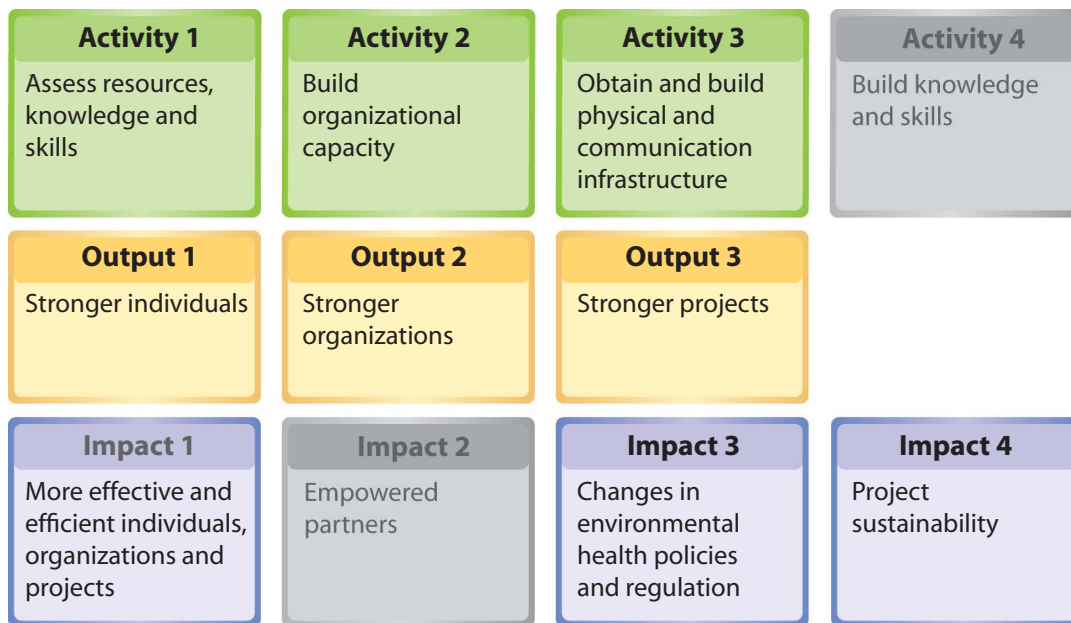 Activity 1
Assess resources,
knowledge and
skills
Activity 2
Build
organizational
capacity
Activity 3
Obtain and build
physical and
communication
infrastructure
Activity 4
Build knowledge
and skills
Output 1
Stronger individuals
Output 2
Stronger
organizations
Output 3
Stronger projects
Impact 1
More effective and
efficient individuals,
organizations and
projects
Impact 2
Empowered
partners
Impact 3
Changes in
environmental
health policies
and regulation
Impact 4
Project
sustainability